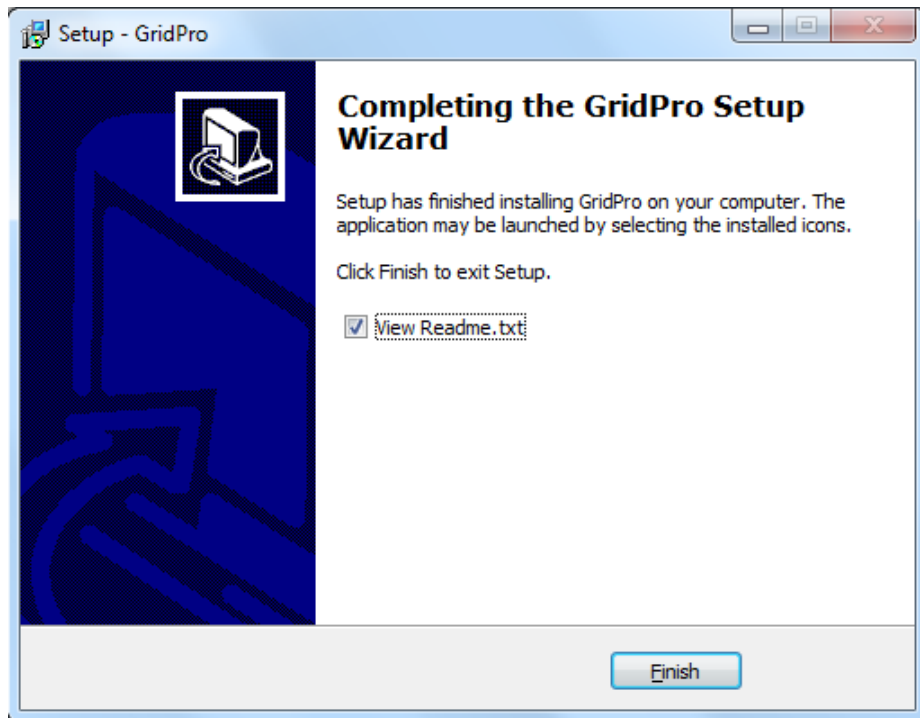 Setup - GridPro
Completing the GridPro Setup
Wizard
Setup has finished installing GridPro on your computer. The
application may be launched by selecting the installed icons.
Click Finish to exit Setup.
View Readme.txt
Finish